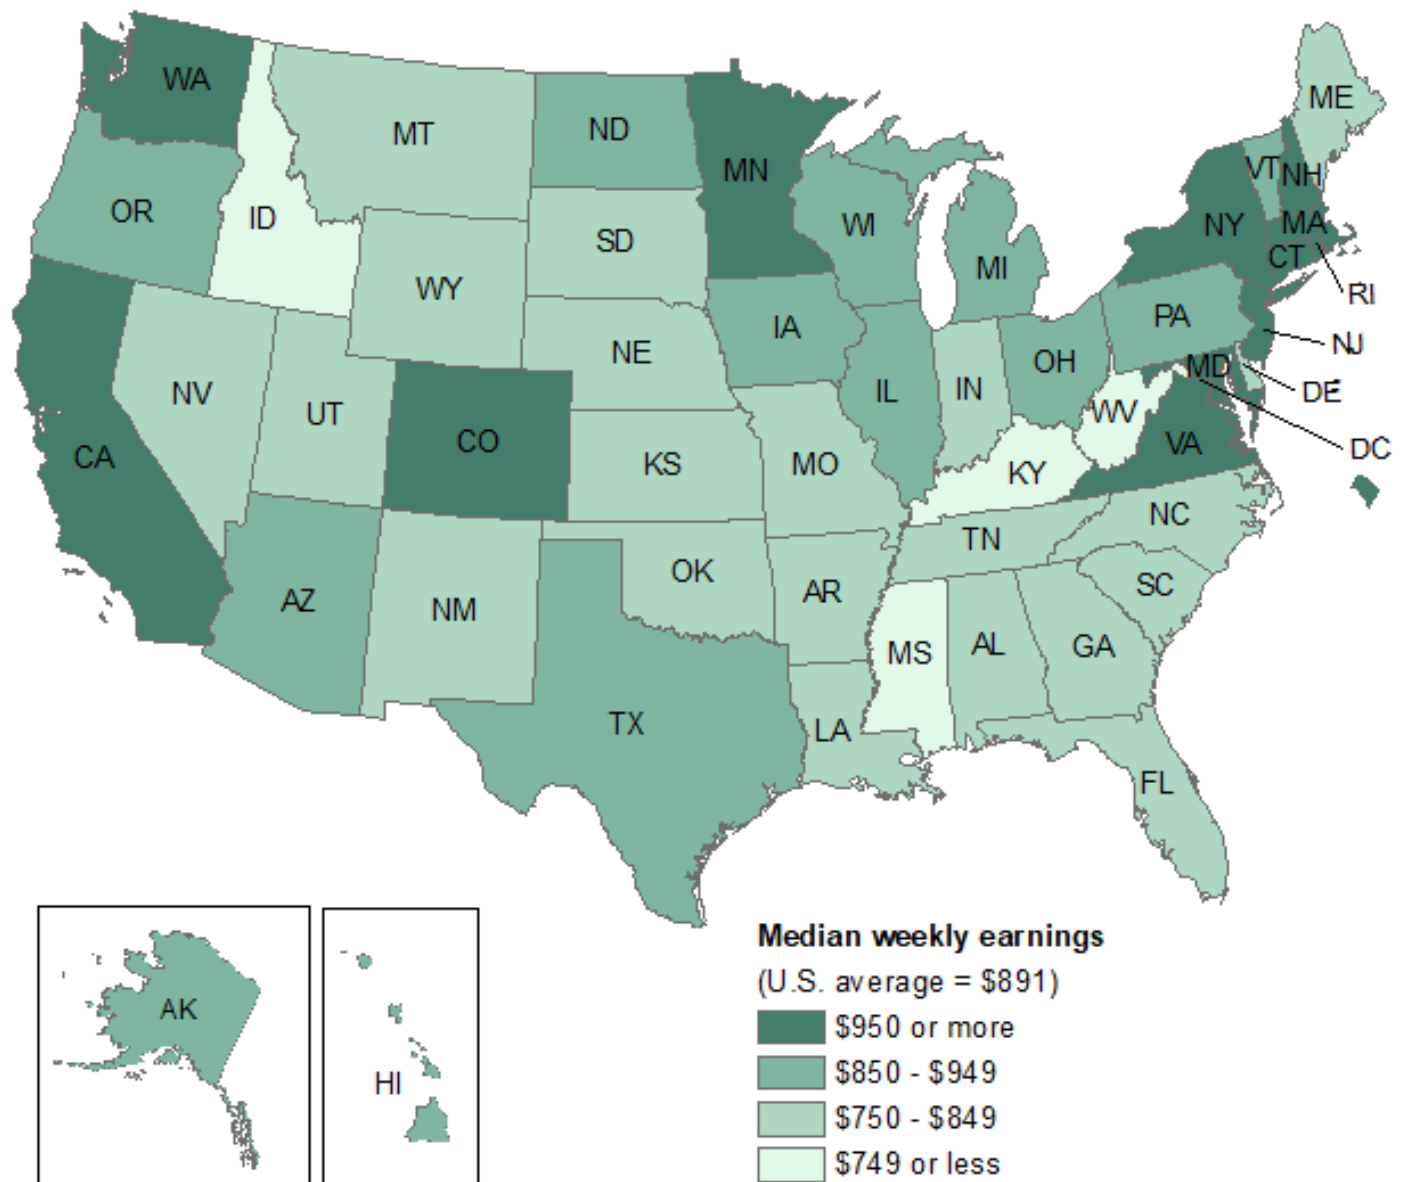 WA
MT
ND
MN
ME
OR
ID
SD
WI
MI
VT
NH
NY
MA
CT
RI
WY
NE
IA
PA
NJ
NV
UT
CO
IL
IN
OH
MD
DE
WV
CA
KS
MO
KY
VA
DC
AZ
NM
OK
AR
TN
NC
SC
MS
AL
GA
TX
LA
FL
AK
HI
Median weekly earnings
(U.S. average = $891)
$950 or more
$850 - $949
$750 - $849
$749 or less